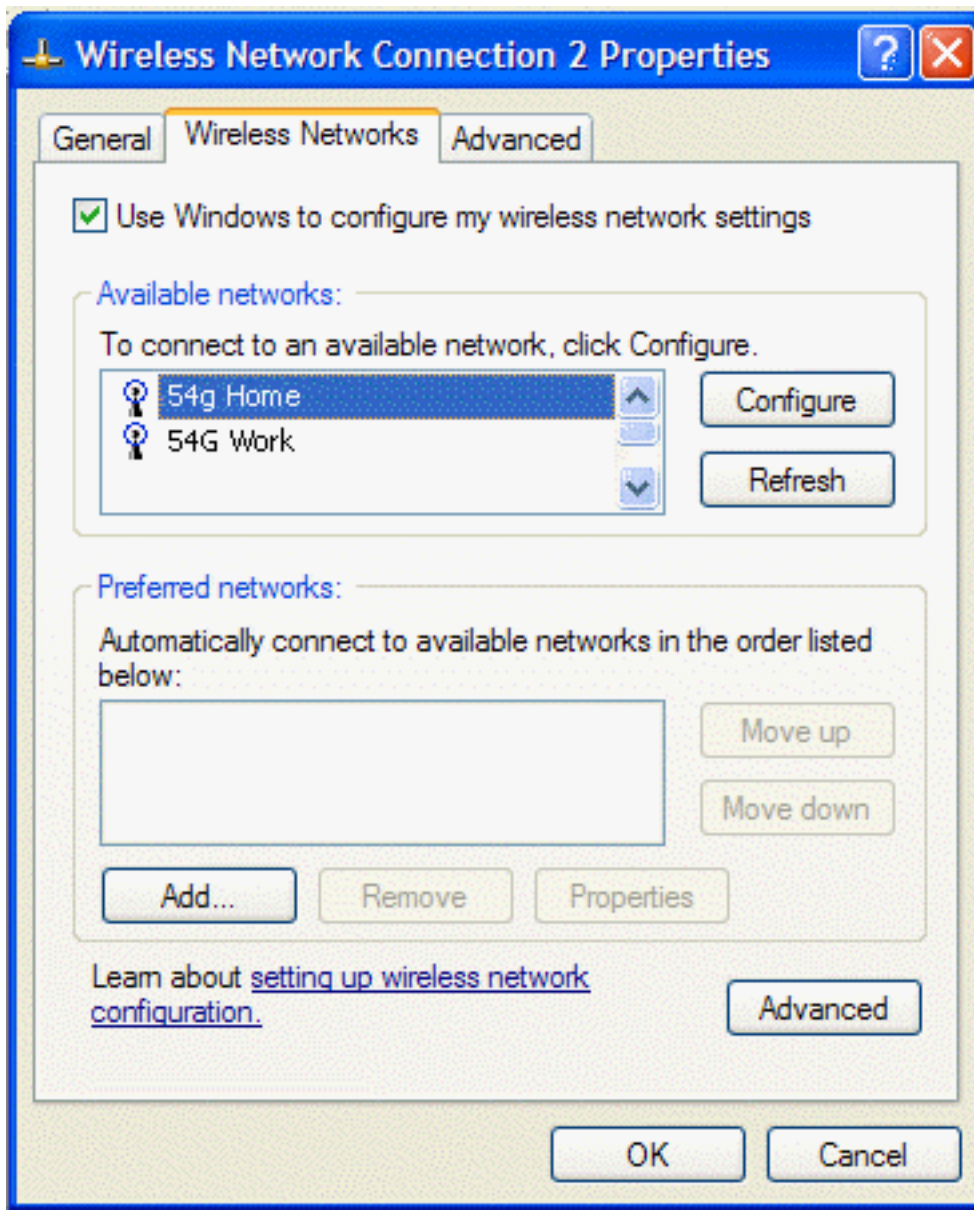 Wireless Network Connection 2 Properties
General
Wireless Networks
Advanced
Use Windows to configure my wireless network settings
Available networks:
To connect to an available network, click Configure.
54g Home
54G Work
Configure
Refresh
Preferred networks:
Automatically connect to available networks in the order listed
below:
Move up
Move down
Add...
Remove
Properties
Learn about setting up wireless network
configuration.
Advanced
OK
Cancel